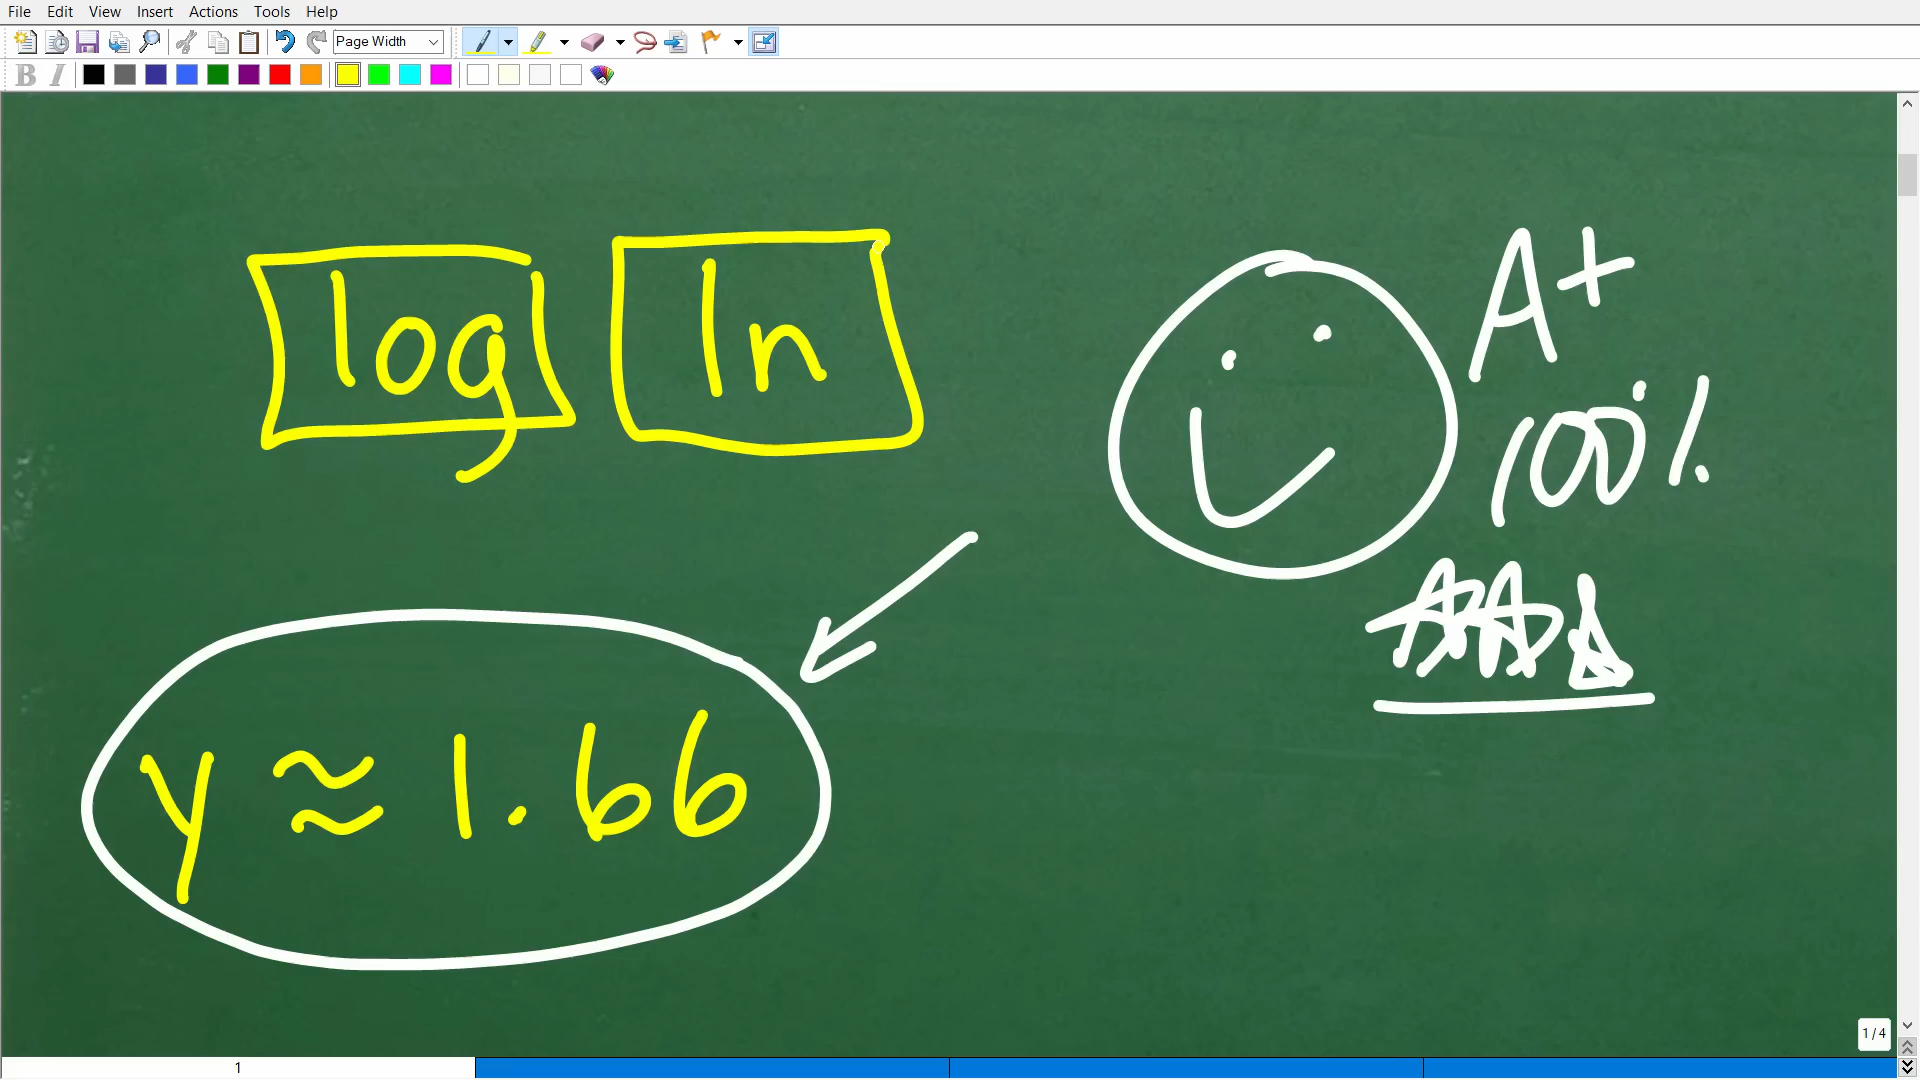 File Edit View Insert Actions Tools Help
Page Width
B I
log ln
A+
100%
y ≈ 1.66
1 / 4
1